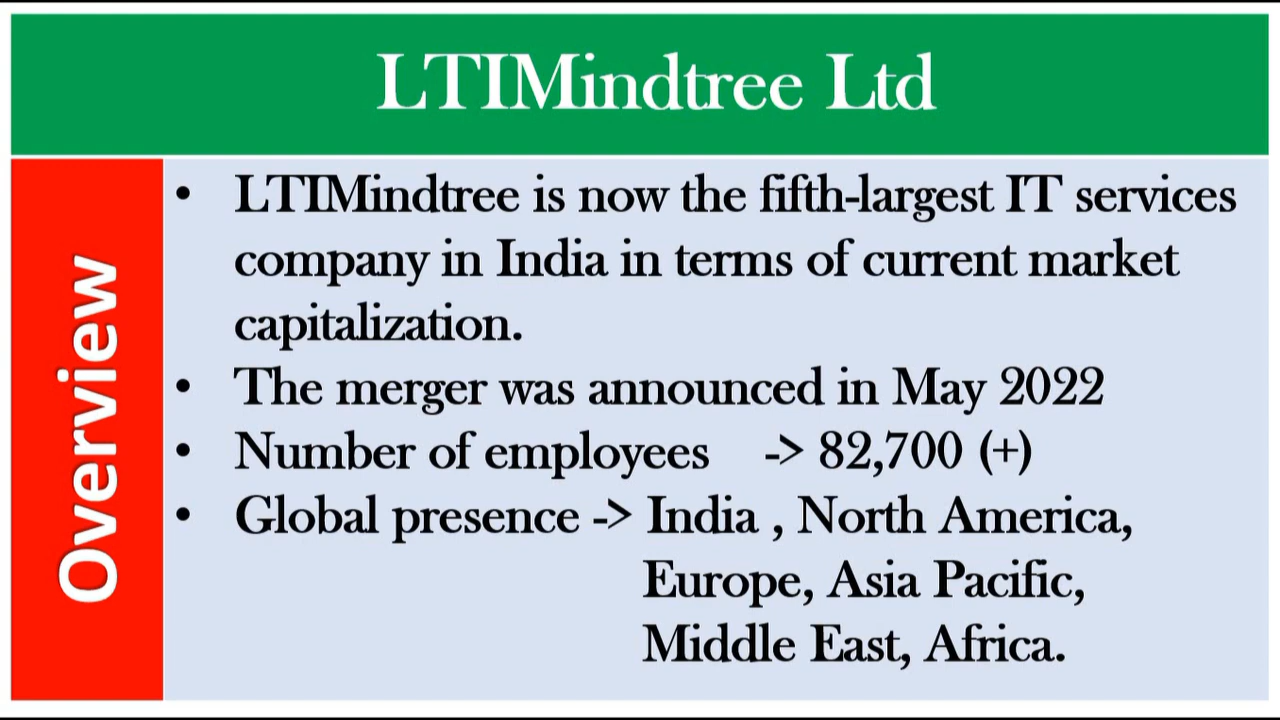 LTIMindtree Ltd
Overview
• LTIMindtree is now the fifth-largest IT services
company in India in terms of current market
capitalization.
• The merger was announced in May 2022
• Number of employees -> 82,700 (+)
• Global presence -> India , North America,
Europe, Asia Pacific,
Middle East, Africa.